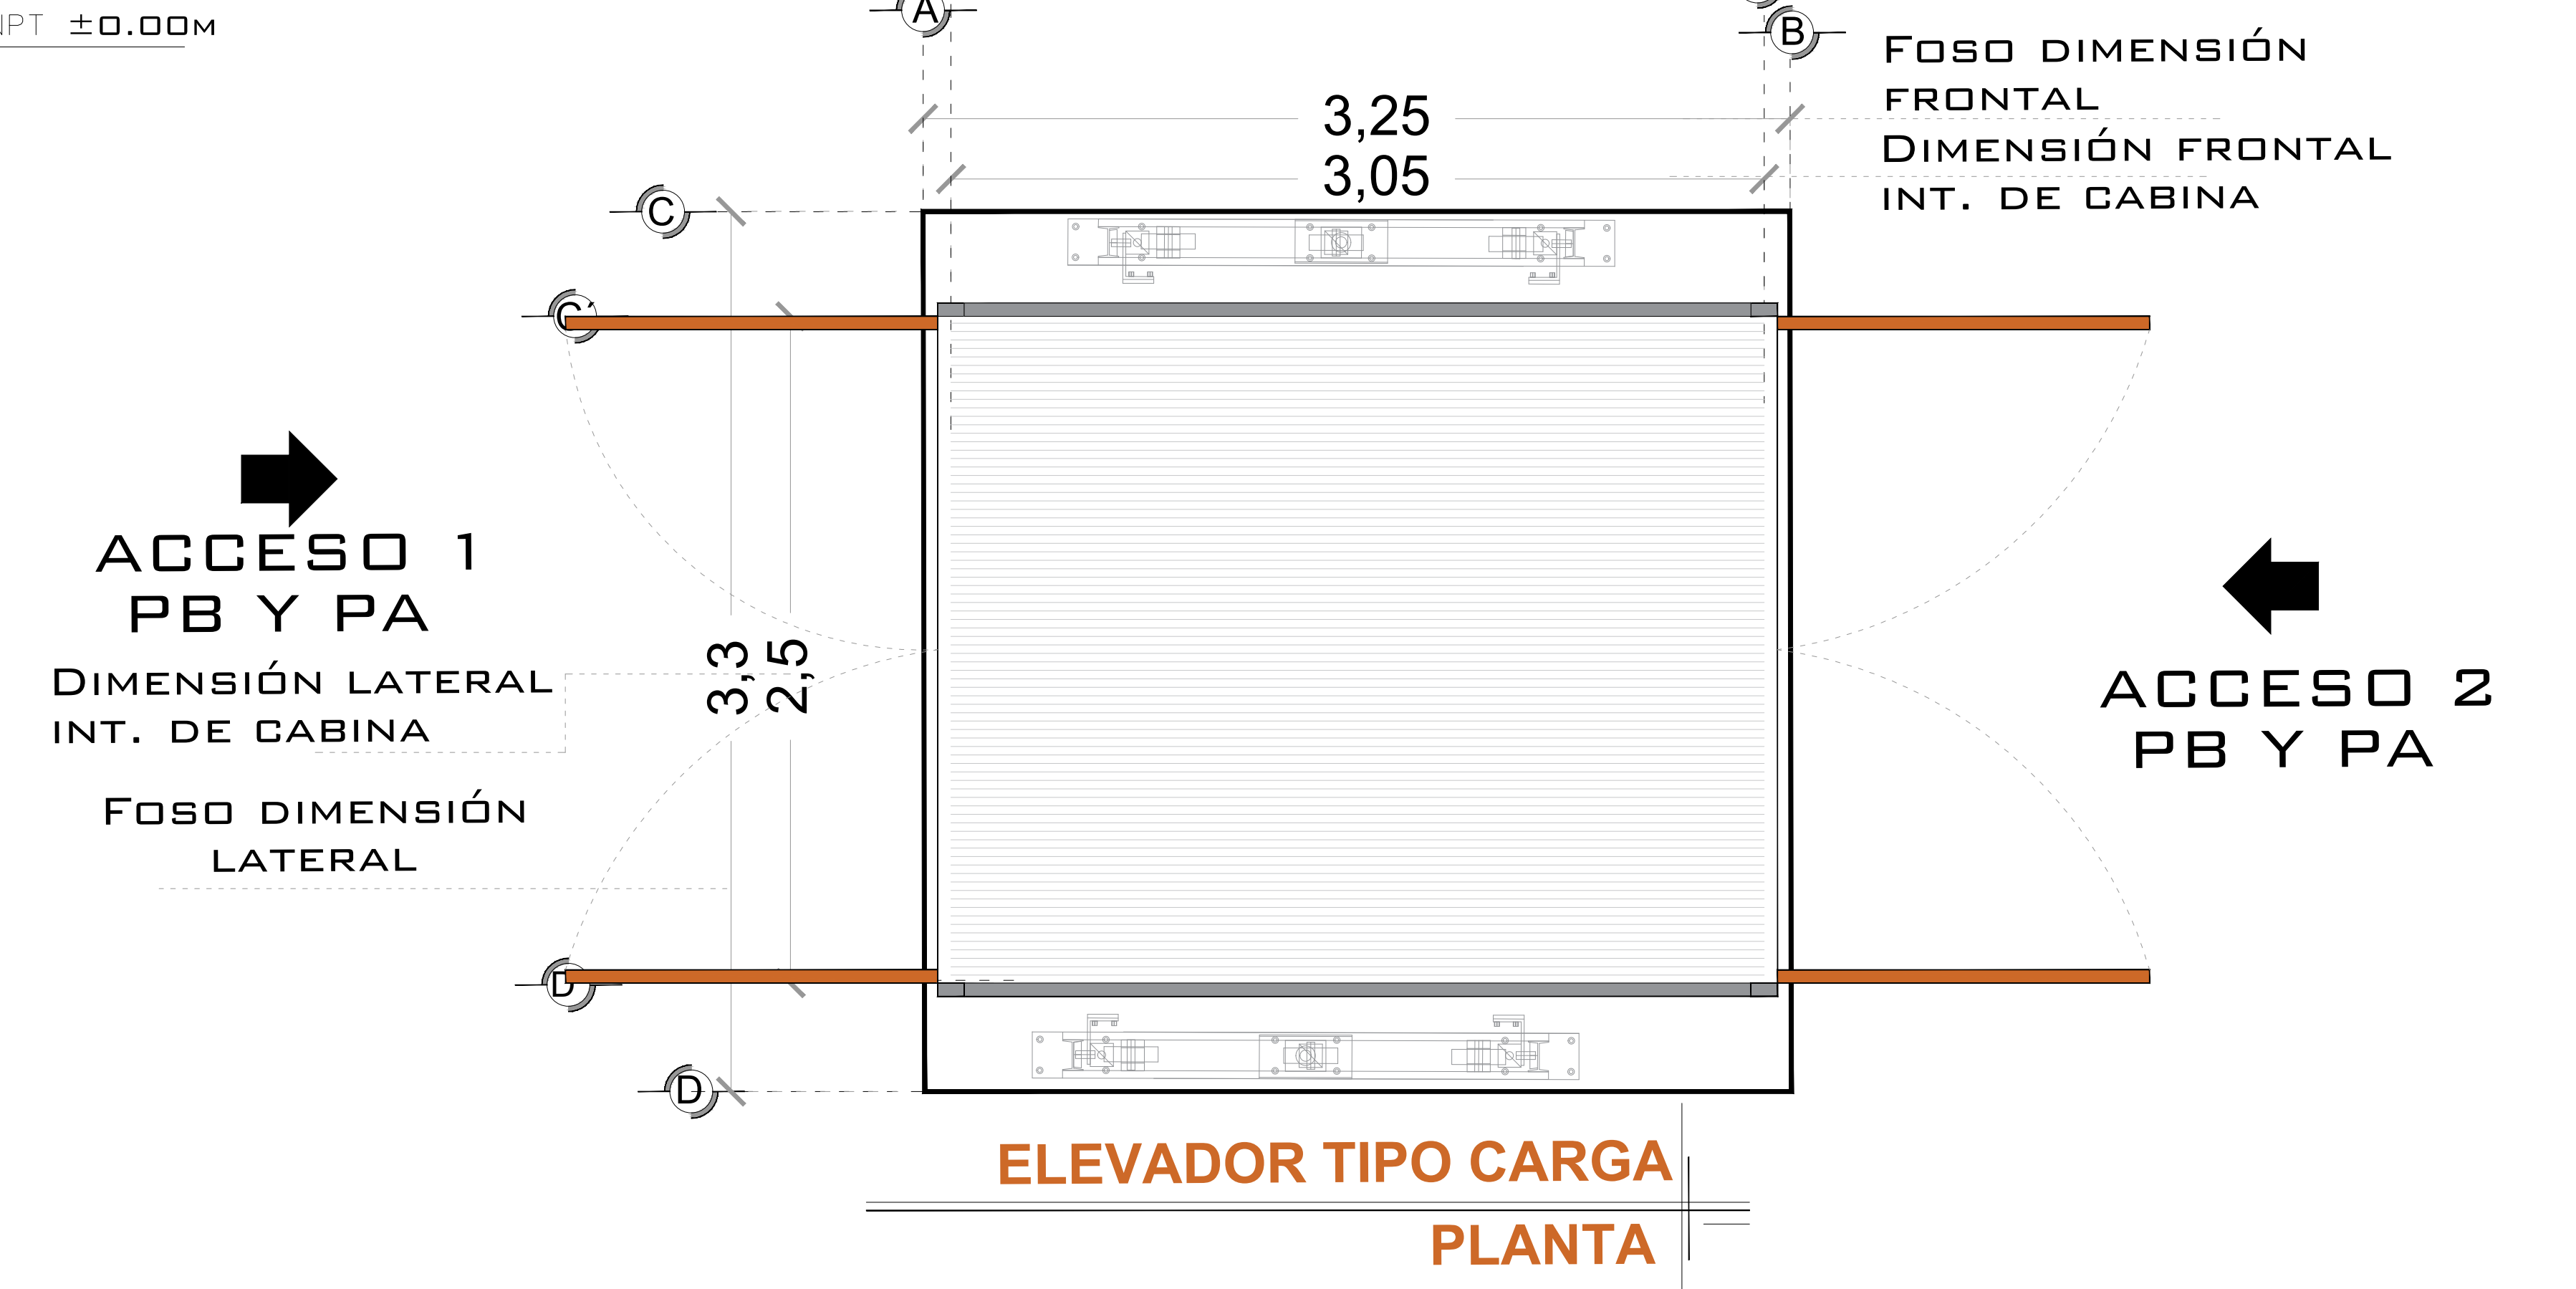 NPT ±0.00M
A
B
FOSO DIMENSIÓN
FRONTAL
3,25
DIMENSIÓN FRONTAL
INT. DE CABINA
3,05
C
C´
ACCESO 1
PB Y PA
DIMENSIÓN LATERAL
INT. DE CABINA
3,3
2,5
FOSO DIMENSIÓN
LATERAL
ACCESO 2
PB Y PA
D
D
ELEVADOR TIPO CARGA
PLANTA